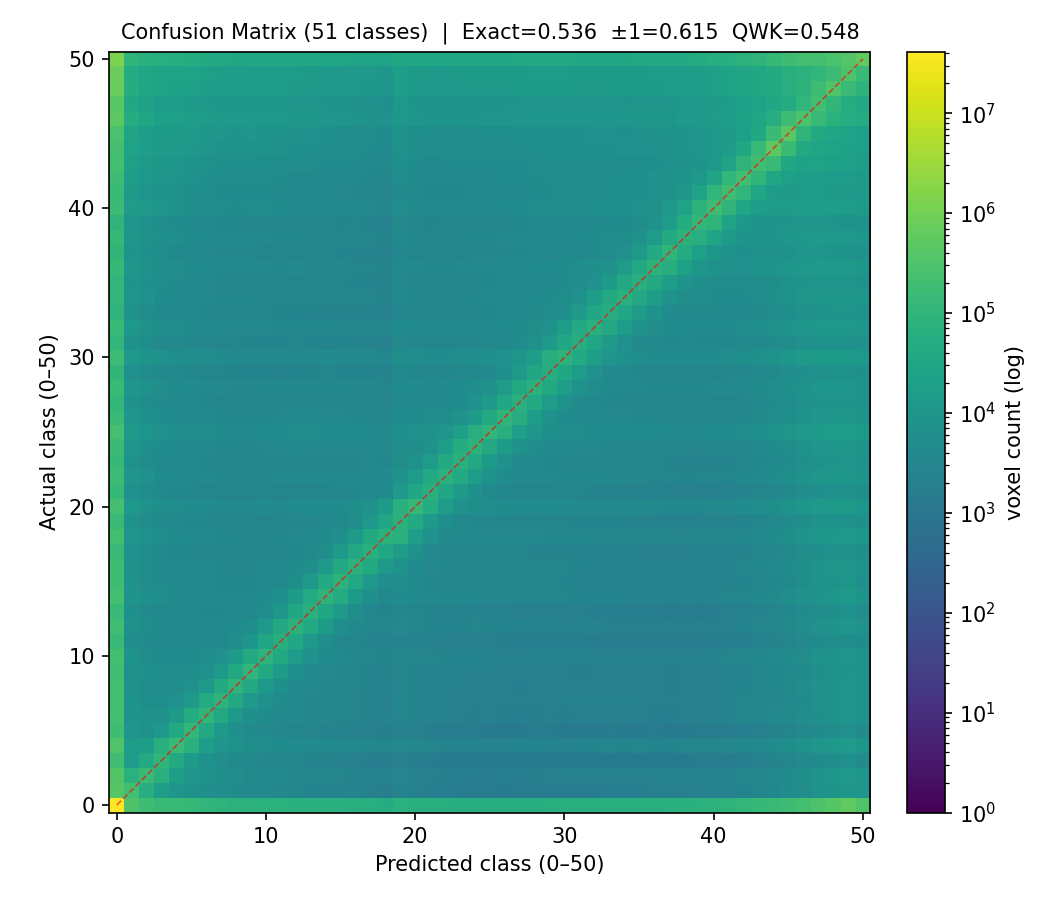 Confusion Matrix (51 classes)  |  Exact=0.536  ±1=0.615  QWK=0.548
50
40
30
20
10
0
Actual class (0–50)
0 10 20 30 40 50
Predicted class (0–50)
10⁷
10⁶
10⁵
10⁴
10³
10²
10¹
10⁰
voxel count (log)